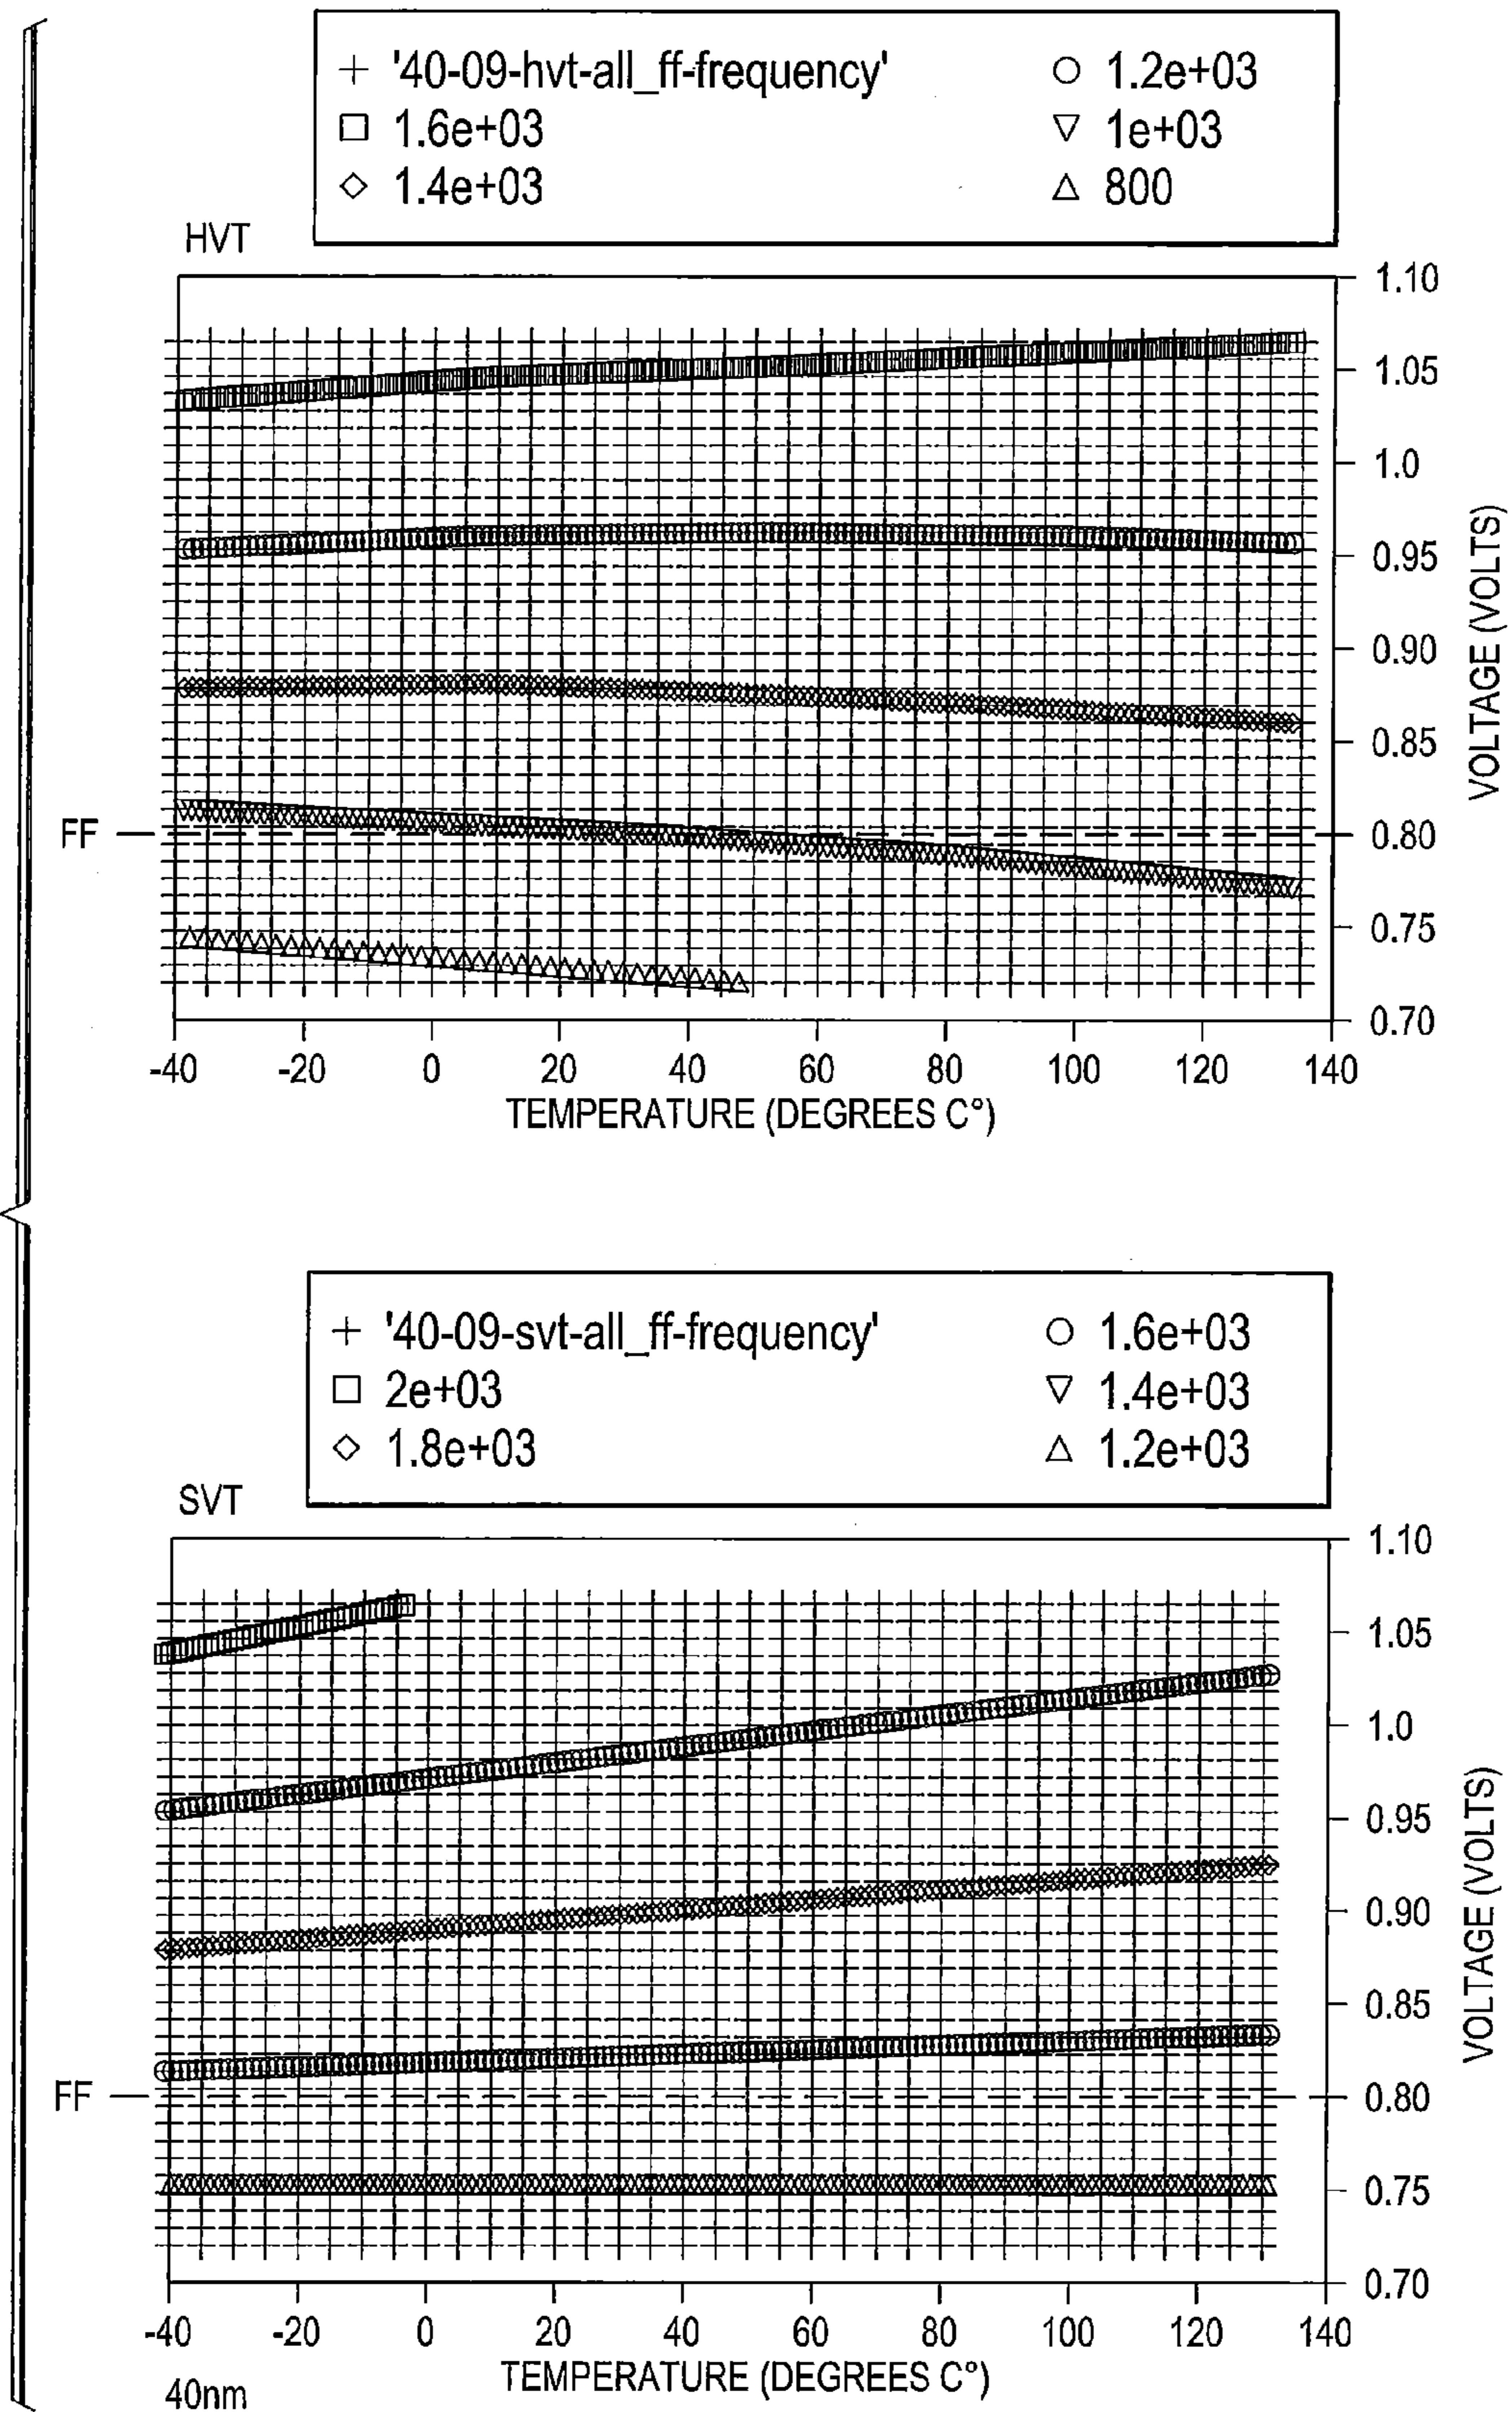 '40-09-hvt-all_ff-frequency'
1.6e+03
1.4e+03
1.2e+03
1e+03
800
HVT
1.10
1.05
1.0
0.95
0.90
0.85
0.80
0.75
0.70
FF
VOLTAGE (VOLTS)
-40 -20 0 20 40 60 80 100 120 140
TEMPERATURE (DEGREES C°)
'40-09-svt-all_ff-frequency'
2e+03
1.8e+03
1.6e+03
1.4e+03
1.2e+03
SVT
1.10
1.05
1.0
0.95
0.90
0.85
0.80
0.75
0.70
FF
VOLTAGE (VOLTS)
-40 -20 0 20 40 60 80 100 120 140
TEMPERATURE (DEGREES C°)
40nm